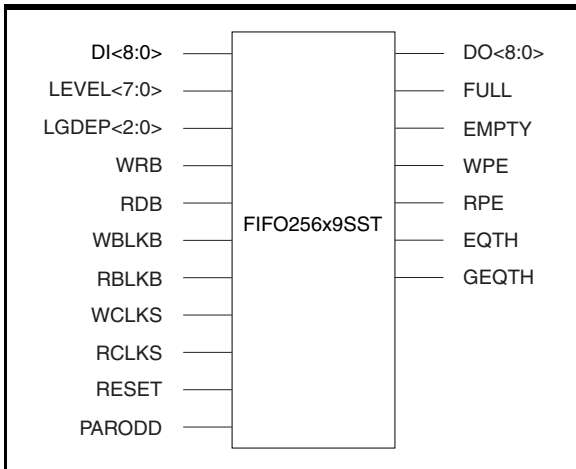 DI<8:0>
LEVEL<7:0>
LGDEP<2:0>
WRB
RDB
WBLKB
RBLKB
WCLKS
RCLKS
RESET
PARODD
FIFO256x9SST
DO<8:0>
FULL
EMPTY
WPE
RPE
EQTH
GEQTH